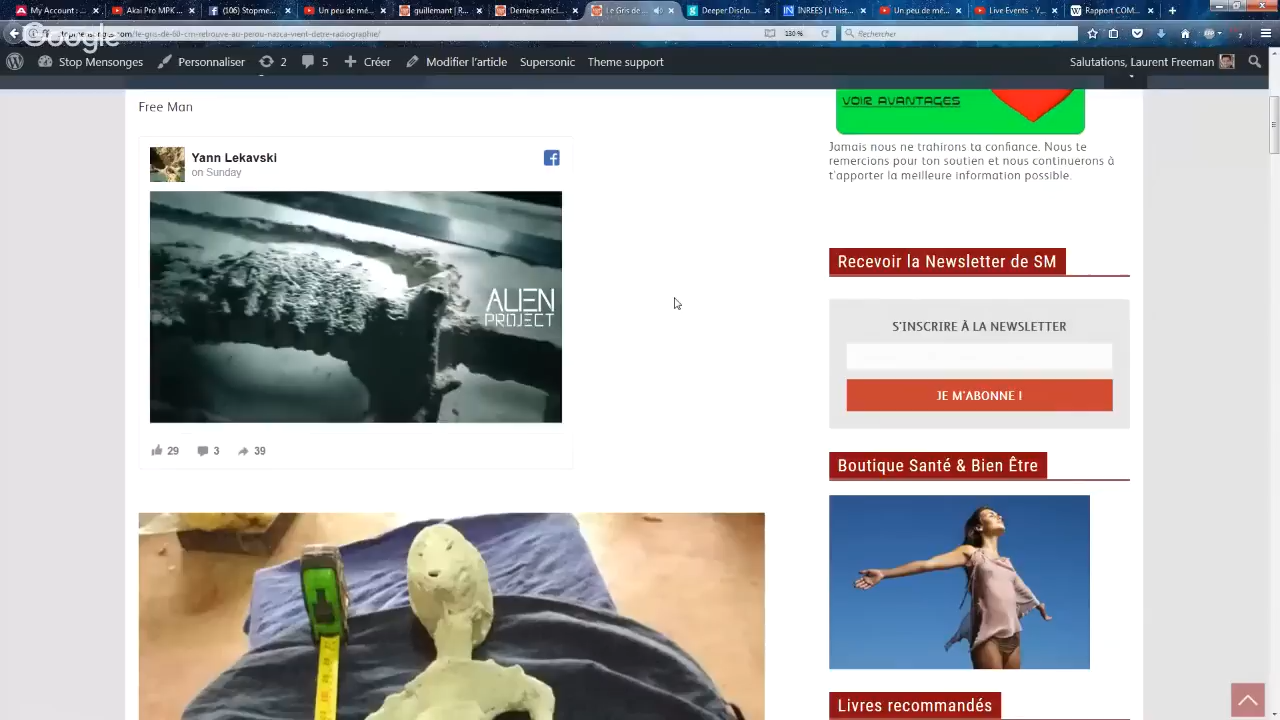 Akai Pro MPK...
Un peu de mé...
guillemant [ R...
Derniers articl...
Le Gris de ...
Deeper Disclo...
INREES | L'hist...
Un peu de mé...
Live Events - Y...
Rapport COM...
Google
130 %
Rechercher
Stop Mensonges
Personnaliser
2
5
Créer
Modifier l'article
Supersonic
Theme support
Salutations, Laurent Freeman
Free Man
Yann Lekavski
on Sunday
ALIEN
PROJECT
29
3
39
VOIR AVANTAGES
Jamais nous ne trahirons ta confiance. Nous te
remercions pour ton soutien et nous continuerons à
t'apporter la meilleure information possible.
Recevoir la Newsletter de SM
S'INSCRIRE À LA NEWSLETTER
JE M'ABONNE !
Boutique Santé & Bien Être
Livres recommandés